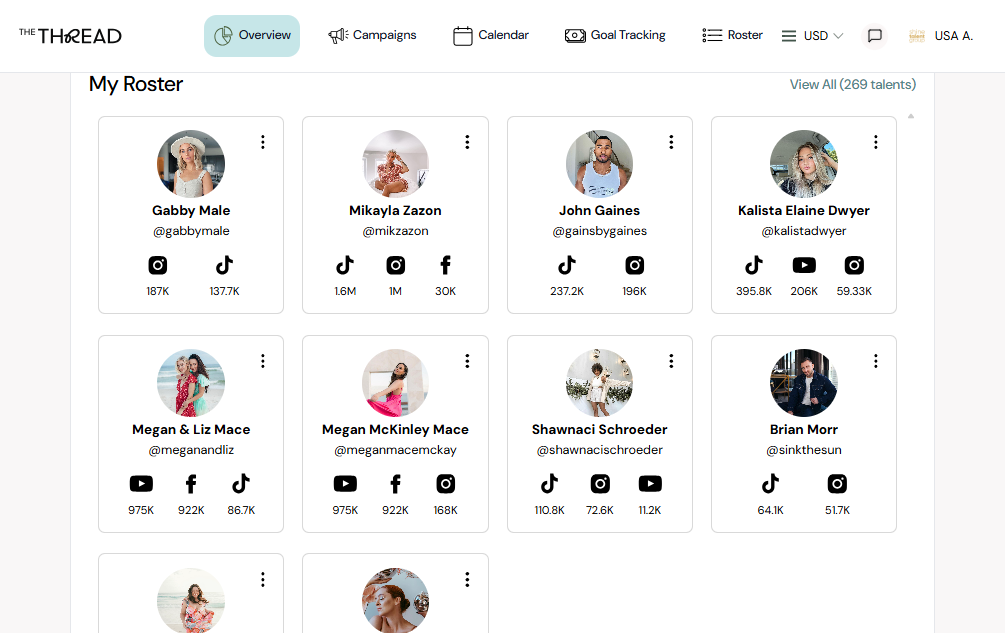 THE THREAD
Overview
Campaigns
Calendar
Goal Tracking
Roster
USD
USA A.
My Roster
View All (269 talents)
Gabby Male
@gabbymale
187K
137.7K
Mikayla Zazon
@mikzazon
1.6M
1M
30K
John Gaines
@gainsbygaines
237.2K
196K
Kalista Elaine Dwyer
@kalistadwyer
395.8K
206K
59.33K
Megan & Liz Mace
@meganandliz
975K
922K
86.7K
Megan McKinley Mace
@meganmacemckay
975K
922K
168K
Shawnaci Schroeder
@shawnacischroeder
110.8K
72.6K
11.2K
Brian Morr
@sinkthesun
64.1K
51.7K